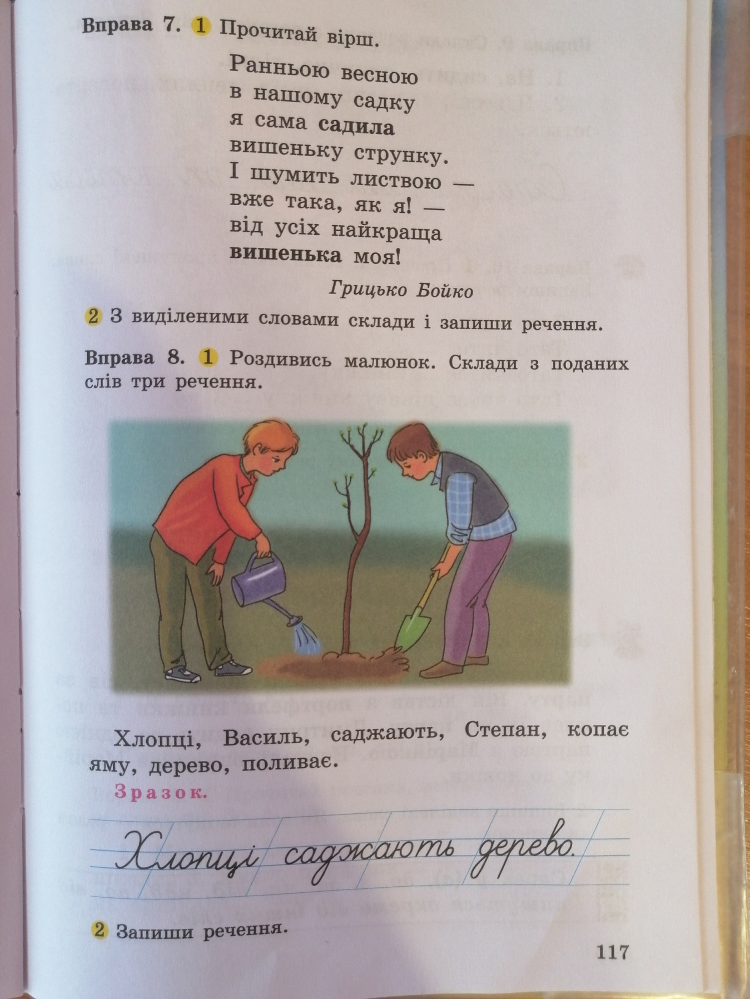 Вправа 7. 1 Прочитай вірш.
Ранньою весною
в нашому садку
я сама садила
вишеньку струнку.
І шумить листвою —
вже така, як я! —
від усіх найкраща
вишенька моя!
Грицько Бойко
2 З виділеними словами склади і запиши речення.
Вправа 8. 1 Роздивись малюнок. Склади з поданих
слів три речення.
Хлопці, Василь, саджають, Степан, копає
яму, дерево, поливає.
Зразок.
Хлопці саджають дерево.
2 Запиши речення.
117